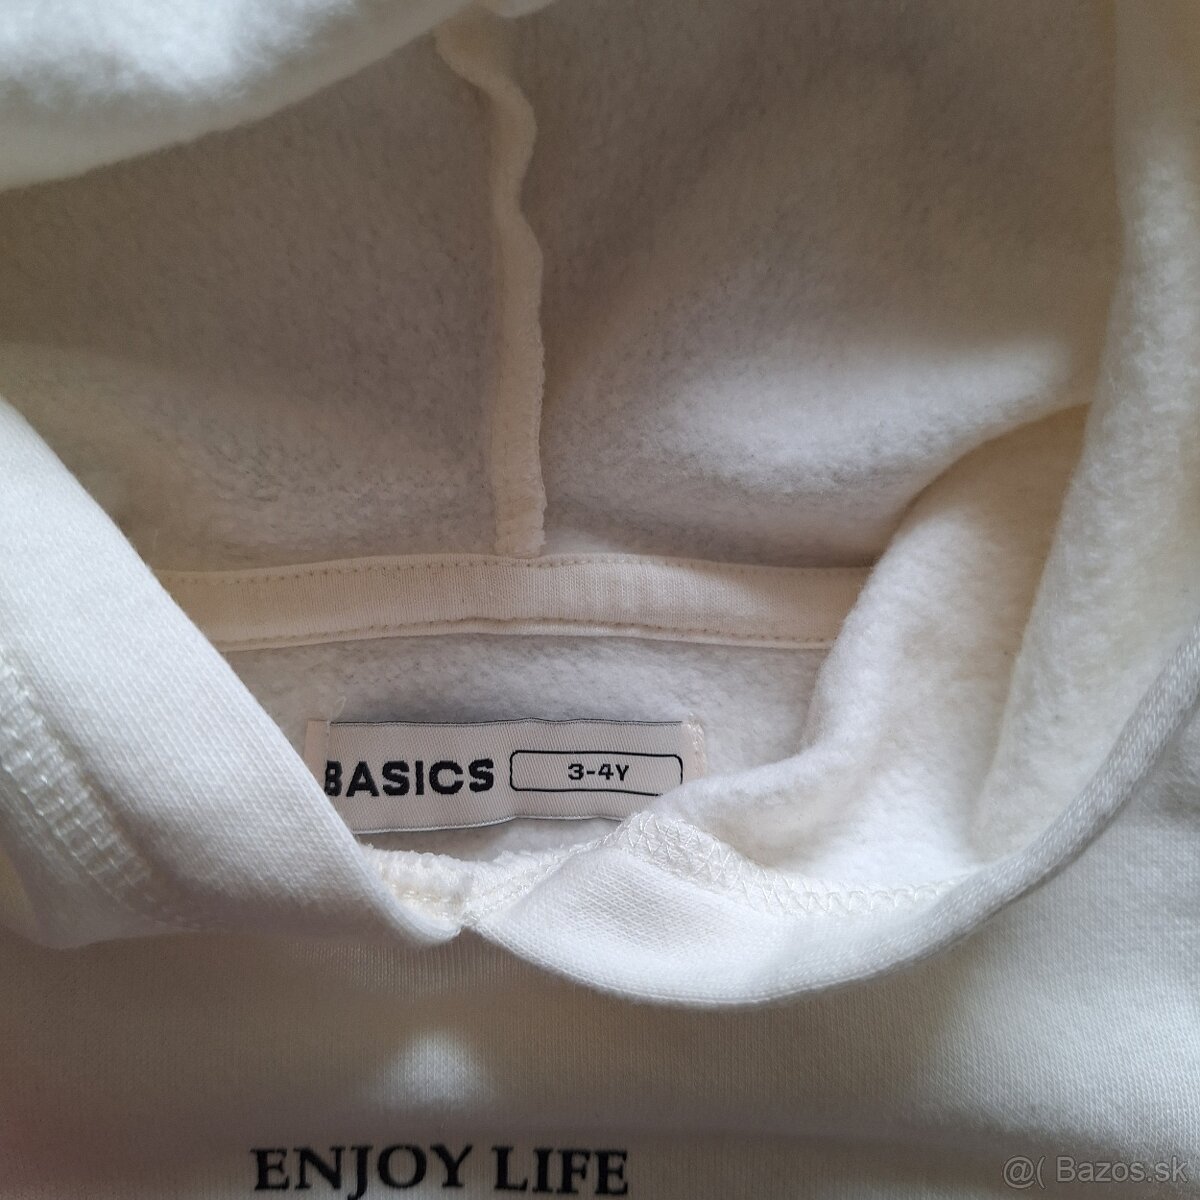 BASICS 3-4Y
ENJOY LIFE
@( Bazos.sk